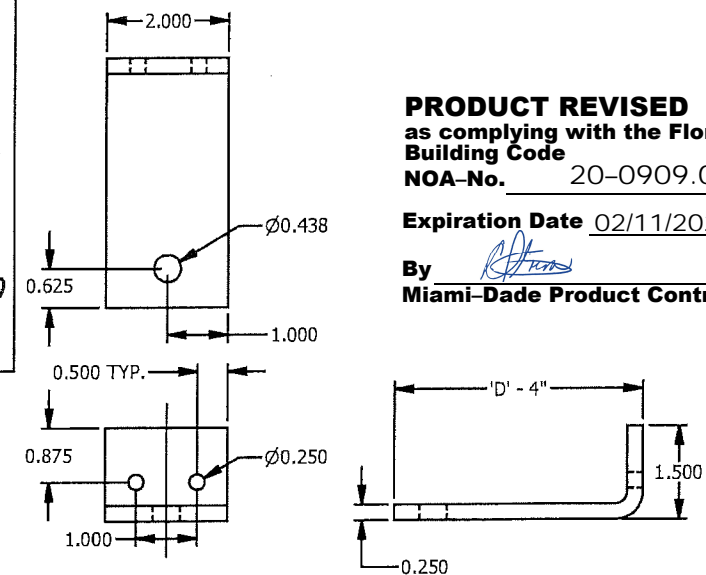 2.000
Ø0.438
0.625
1.000
PRODUCT REVISED
as complying with the Flor
Building Code
NOA–No. 20–0909.0
Expiration Date 02/11/20
By
Miami–Dade Product Contr
0.500 TYP.
0.875
Ø0.250
1.000
'D' - 4"
1.500
0.250